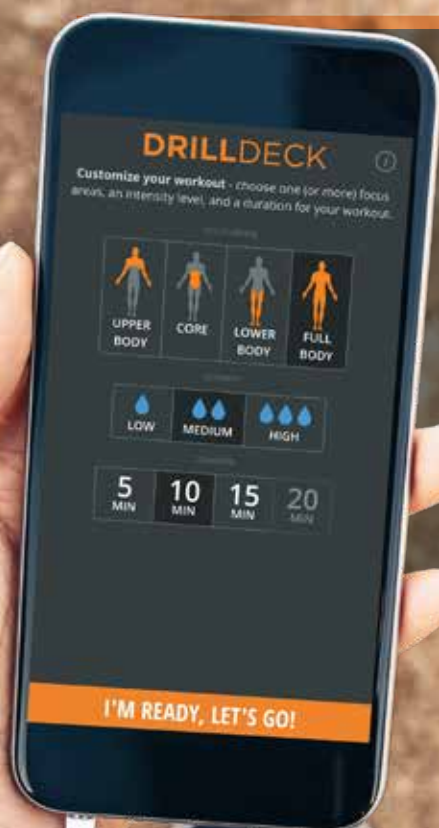 DRILLDECK
Customize your workout - choose one (or more) focus
areas, an intensity level, and a duration for your workout.
UPPER BODY
CORE
LOWER BODY
FULL BODY
LOW
MEDIUM
HIGH
5 MIN
10 MIN
15 MIN
20 MIN
I'M READY, LET'S GO!